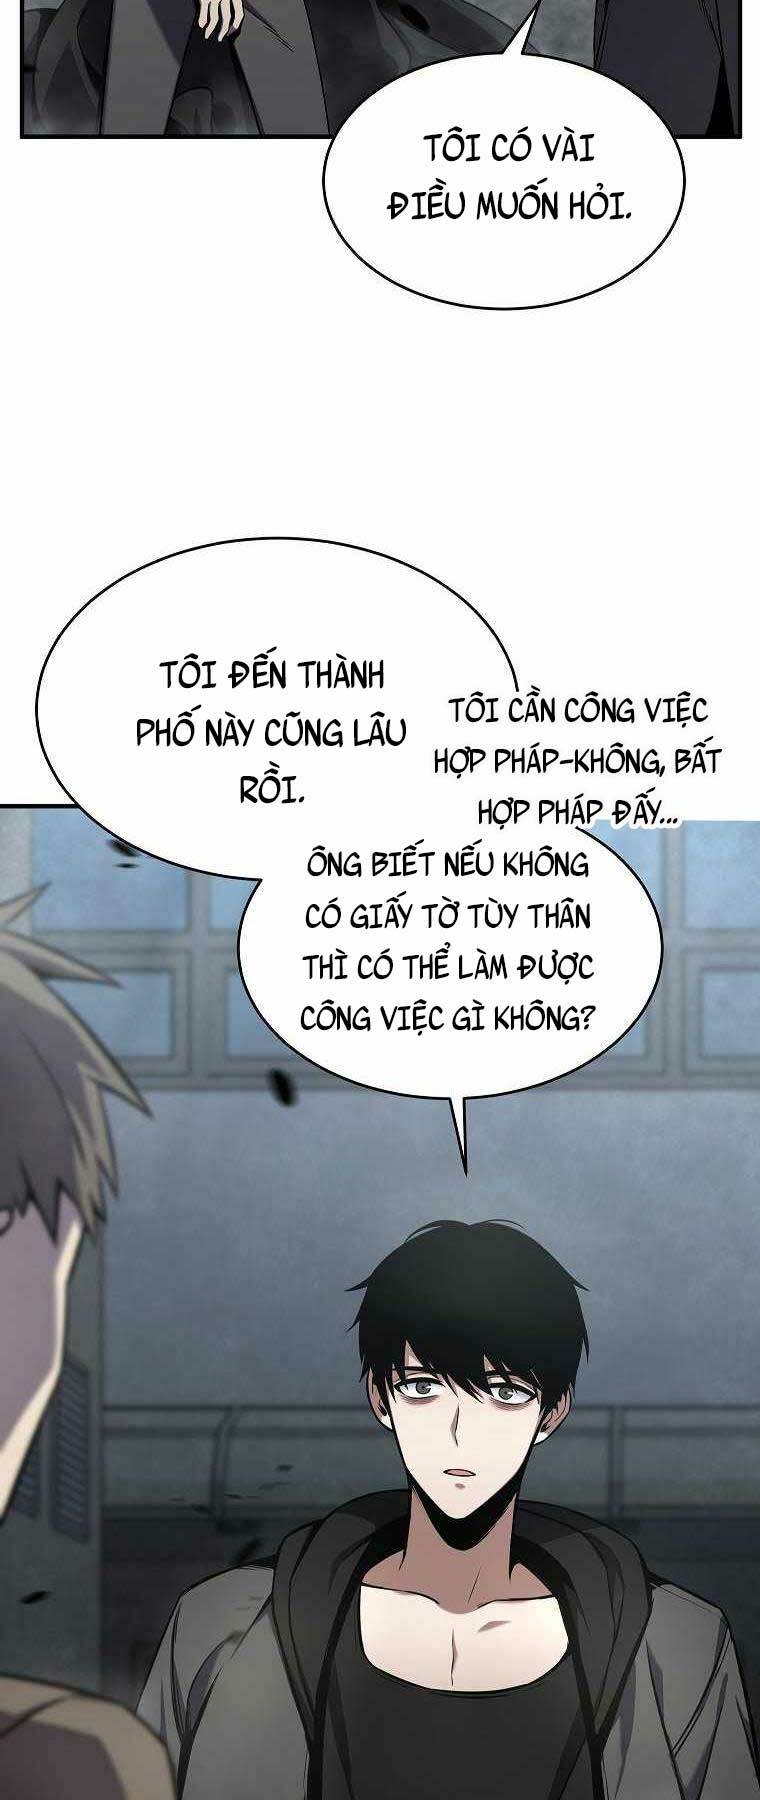 TÔI CÓ VÀI
ĐIỀU MUỐN HỎI.
TÔI ĐẾN THÀNH
PHỐ NÀY CŨNG LÂU
RỒI.
TÔI CẦN CÔNG VIỆC
HỢP PHÁP-KHÔNG, BẤT
HỢP PHÁP ĐẤY...
ÔNG BIẾT NẾU KHÔNG
CÓ GIẤY TỜ TÙY THÂN
THÌ CÓ THỂ LÀM ĐƯỢC
CÔNG VIỆC GÌ KHÔNG?